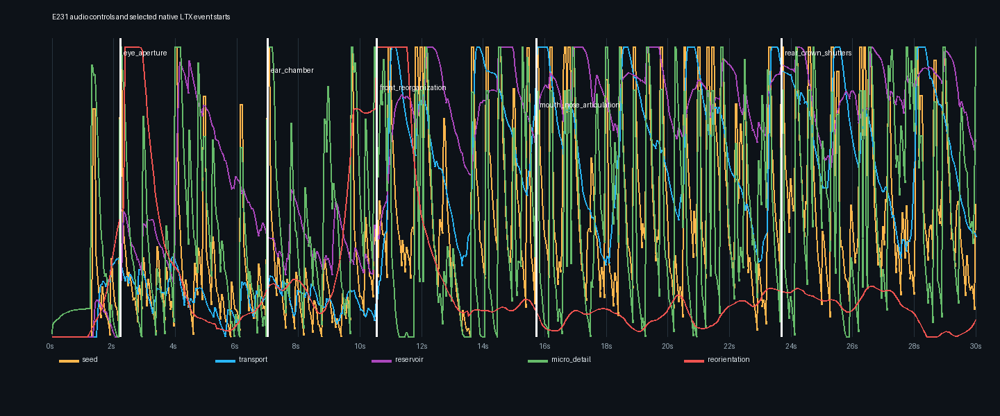 E231 audio controls and selected native LTX event starts
eye_aperture
rear_crown_shutters
ear_chamber
front_reorganization
mouth_nose_articulation
0s 2s 4s 6s 8s 10s 12s 14s 16s 18s 20s 22s 24s 26s 28s 30s
seed transport reservoir micro_detail reorientation